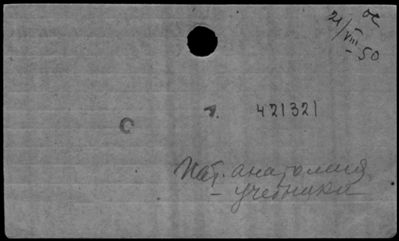 21/VIII-50
421321
Пат. анатомия
- учебники